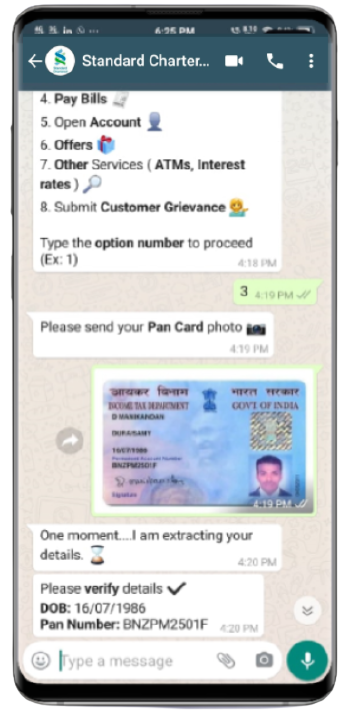 6:25 PM
Standard Charter...
4. Pay Bills
5. Open Account
6. Offers
7. Other Services ( ATMs, Interest
rates )
8. Submit Customer Grievance
Type the option number to proceed
(Ex: 1)
4:18 PM
3 4:19 PM
Please send your Pan Card photo
4:19 PM
आयकर विभाग भारत सरकार
INCOME TAX DEPARTMENT GOVT OF INDIA
D MANIKANDAN
DURAISAMY
16/07/1986
Permanent Account Number
BNZPM2501F
Signature
4:19 PM
One moment....I am extracting your
details.
4:20 PM
Please verify details
DOB: 16/07/1986
Pan Number: BNZPM2501F 4:20 PM
Type a message